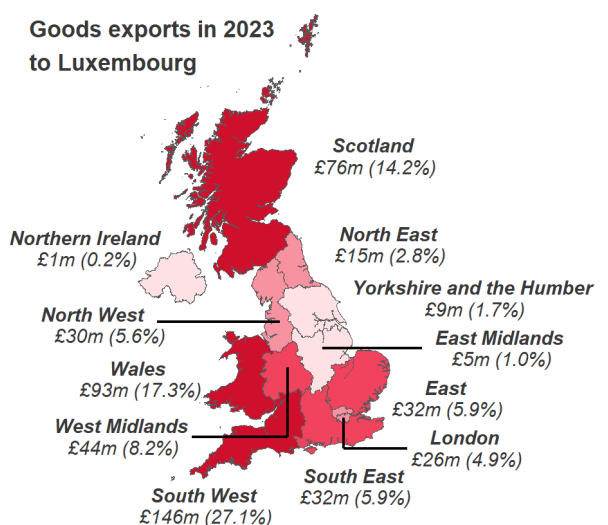 Goods exports in 2023
to Luxembourg
Scotland
£76m (14.2%)
Northern Ireland
£1m (0.2%)
North East
£15m (2.8%)
Yorkshire and the Humber
£9m (1.7%)
North West
£30m (5.6%)
East Midlands
£5m (1.0%)
Wales
£93m (17.3%)
East
£32m (5.9%)
West Midlands
£44m (8.2%)
London
£26m (4.9%)
South East
£32m (5.9%)
South West
£146m (27.1%)